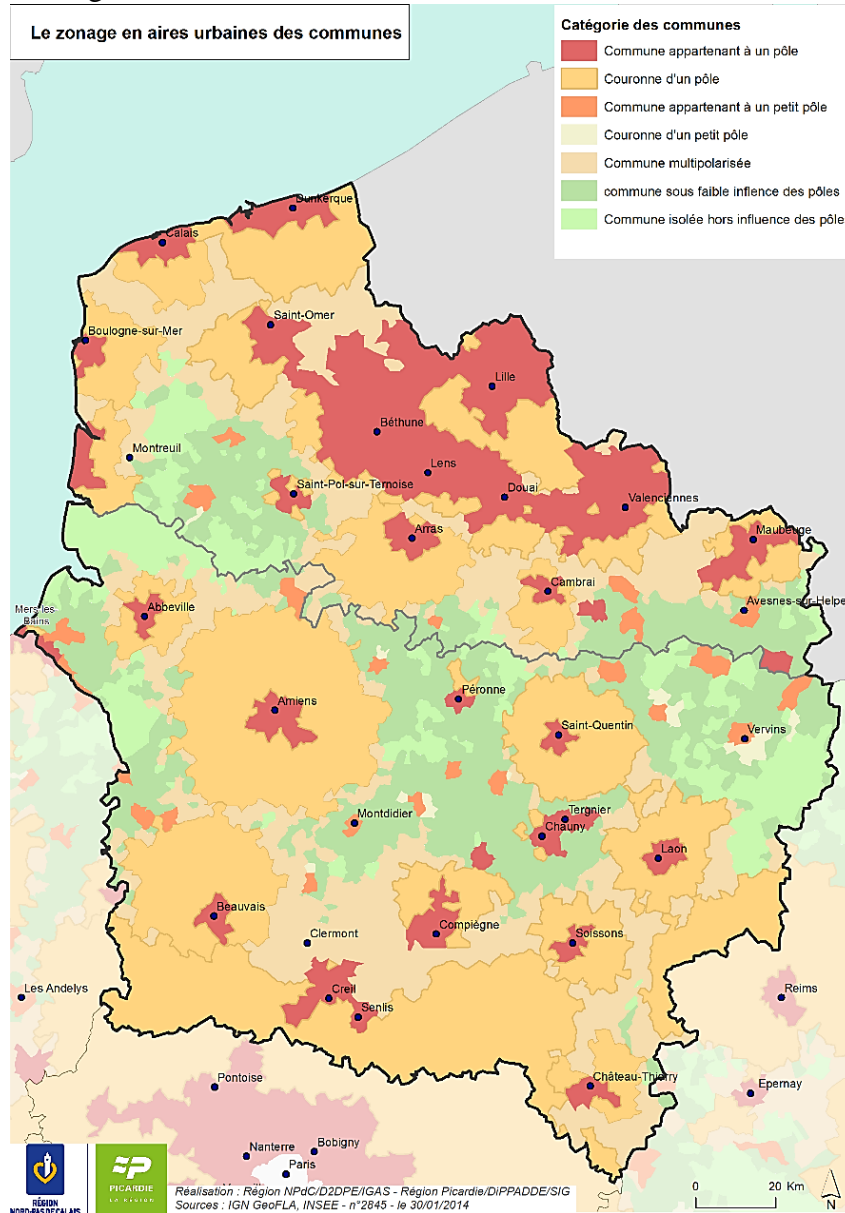 Le zonage en aires urbaines des communes
Catégorie des communes
Commune appartenant à un pôle
Couronne d'un pôle
Commune appartenant à un petit pôle
Couronne d'un petit pôle
Commune multipolarisée
commune sous faible inflence des pôles
Commune isolée hors influence des pôle
Dunkerque
Calais
Saint-Omer
Boulogne-sur-Mer
Lille
Béthune
Montreuil
Lens
Saint-Pol-sur-Ternoise
Douai
Valenciennes
Arras
Maubeuge
Cambrai
Abbeville
Avesnes-sur-Helpe
Mers-les
Bains
Péronne
Amiens
Saint-Quentin
Vervins
Montdidier
Tergnier
Chauny
Laon
Beauvais
Compiègne
Clermont
Soissons
Les Andelys
Creil
Reims
Senlis
Château-Thierry
Pontoise
Epernay
Nanterre
Bobigny
Paris
RÉGION
NORD-PAS DE CALAIS
PICARDIE
LA RÉGION
Réalisation : Région NPdC/D2DPE/IGAS - Région Picardie/DiPPADDE/SIG
Sources : IGN GeoFLA, INSEE - n°2845 - le 30/01/2014
0 20 Km
N